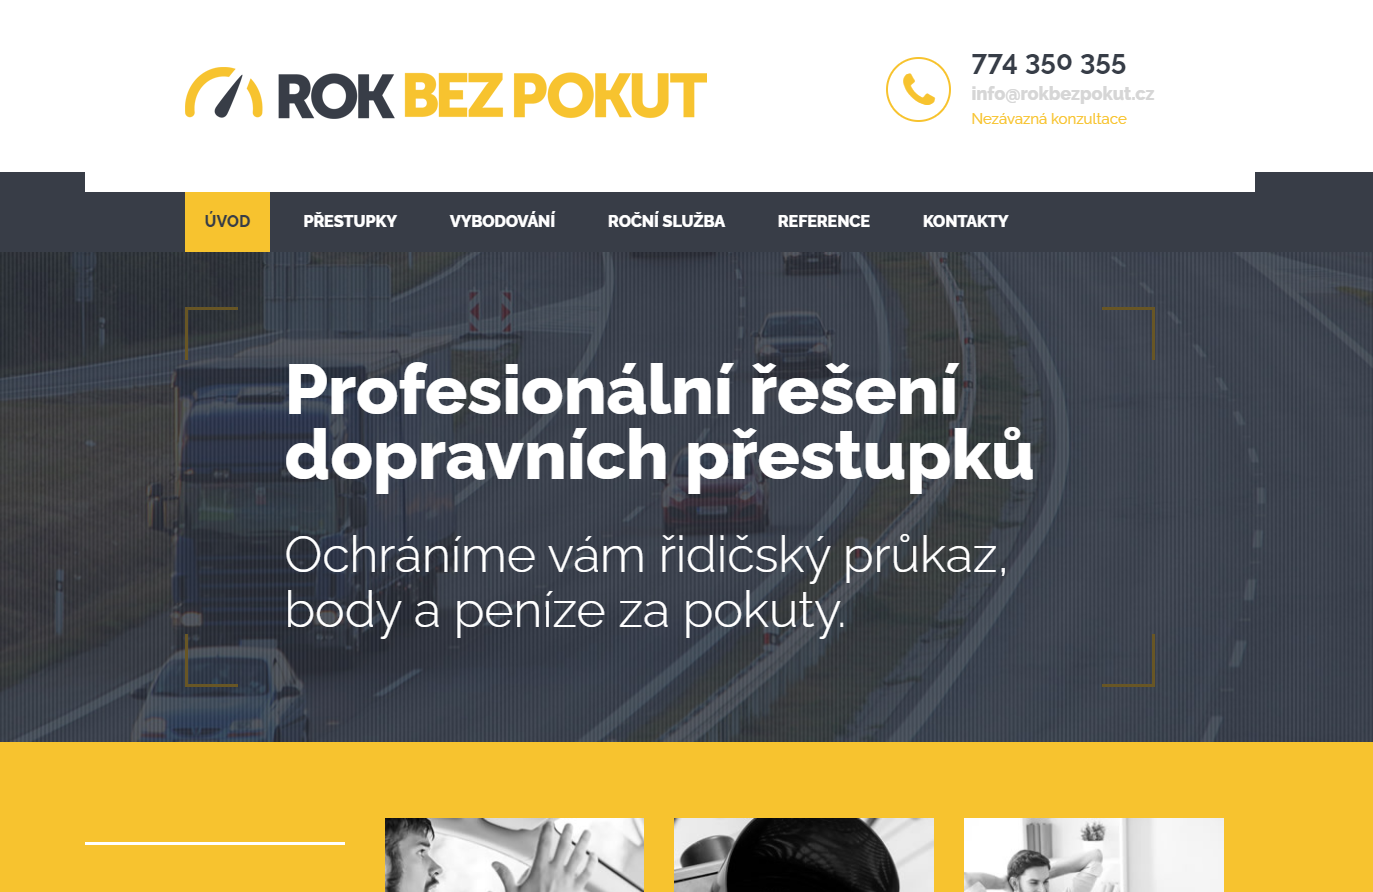 ROK BEZ POKUT
774 350 355
info@rokbezpokut.cz
Nezávazná konzultace
ÚVOD
PŘESTUPKY
VYBODOVÁNÍ
ROČNÍ SLUŽBA
REFERENCE
KONTAKTY
Profesionální řešení
dopravních přestupků
Ochráníme vám řidičský průkaz,
body a peníze za pokuty.